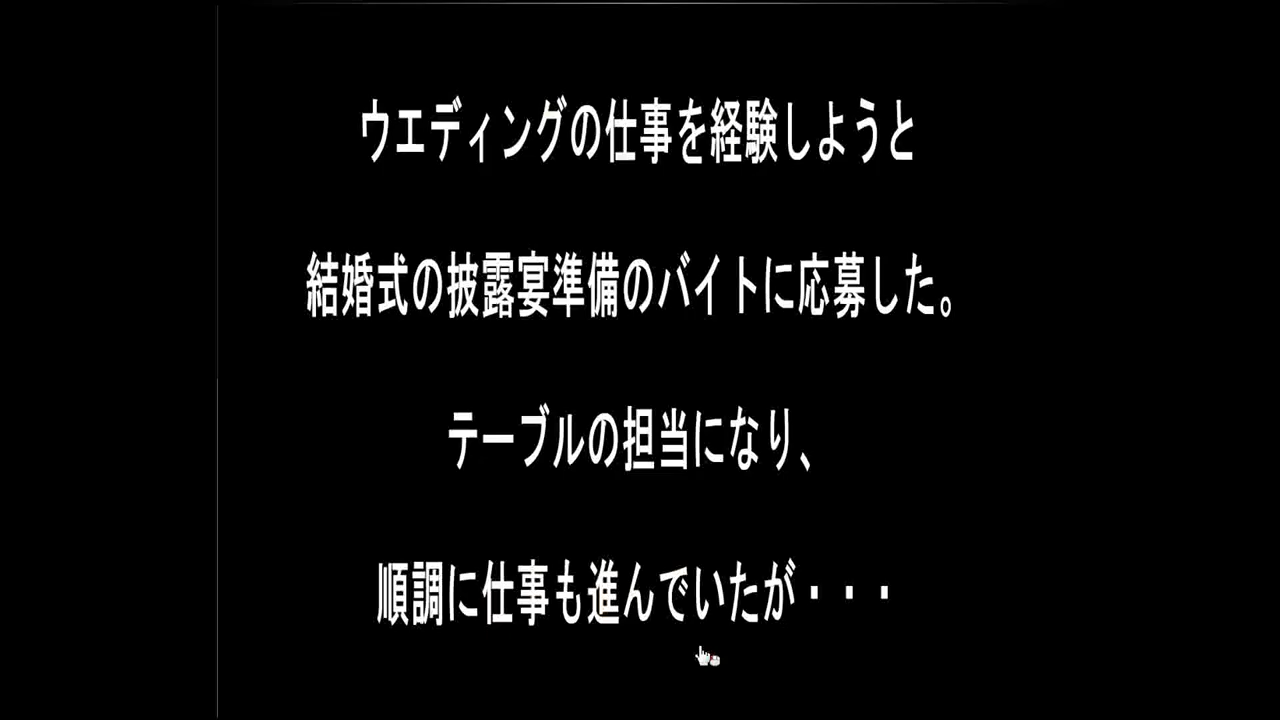 ウエディングの仕事を経験しようと
結婚式の披露宴準備のバイトに応募した。
テーブルの担当になり、
順調に仕事も進んでいたが・・・